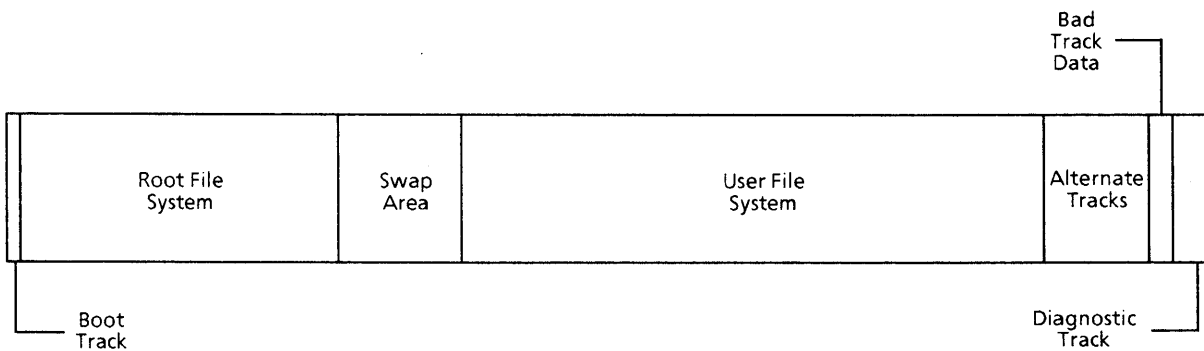 Bad
Track
Data
Root File
System
Swap
Area
User File
System
Alternate
Tracks
Boot
Track
Diagnostic
Track